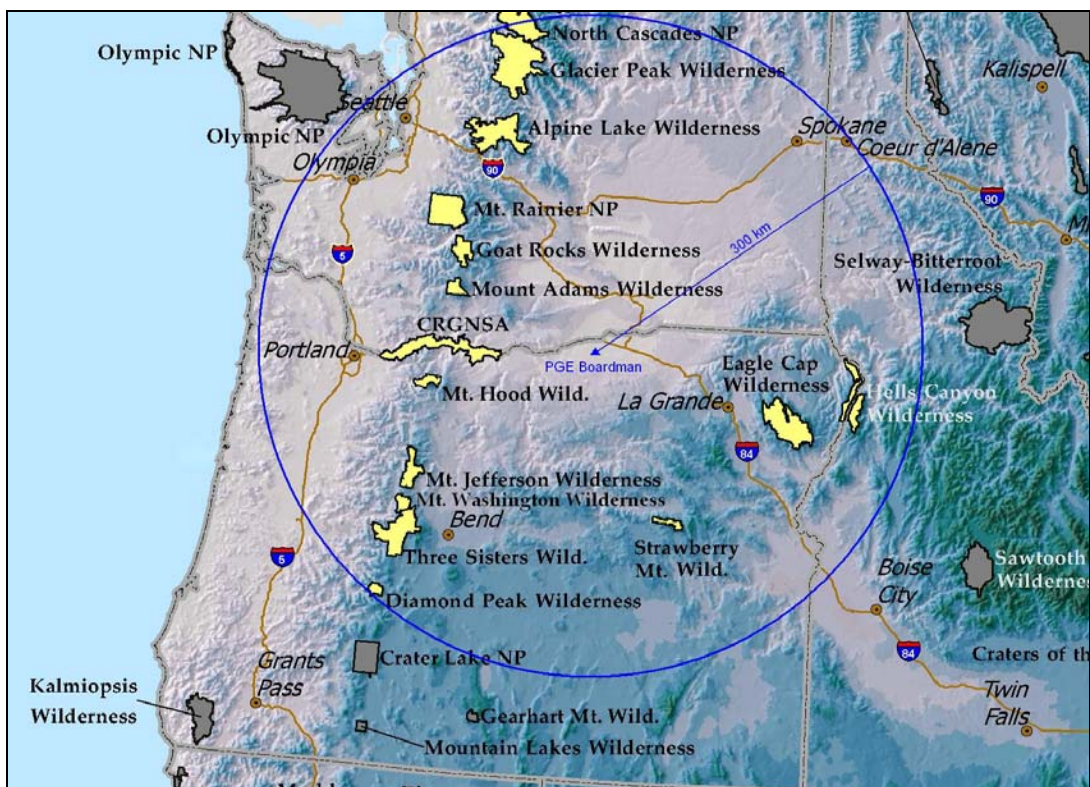 Olympic NP
North Cascades NP
Glacier Peak Wilderness
Kalispell
Seattle
Olympic NP
Alpine Lake Wilderness
Spokane
Coeur d'Alene
Olympia
90
90
Mt. Rainier NP
300 km
5
Goat Rocks Wilderness
Selway-Bitterroot
Wilderness
Mount Adams Wilderness
CRGNSA
Portland
PGE Boardman
Eagle Cap
Wilderness
Mt. Hood Wild.
La Grande
Hells Canyon
Wilderness
84
Mt. Jefferson Wilderness
Mt. Washington Wilderness
Bend
Three Sisters Wild.
Strawberry
Mt. Wild.
5
Sawtooth
Boise
City
Diamond Peak Wilderness
Crater Lake NP
84
Craters of th
Grants
Pass
Kalmiopsis
Wilderness
Gearhart Mt. Wild.
Mountain Lakes Wilderness
Twin
Falls